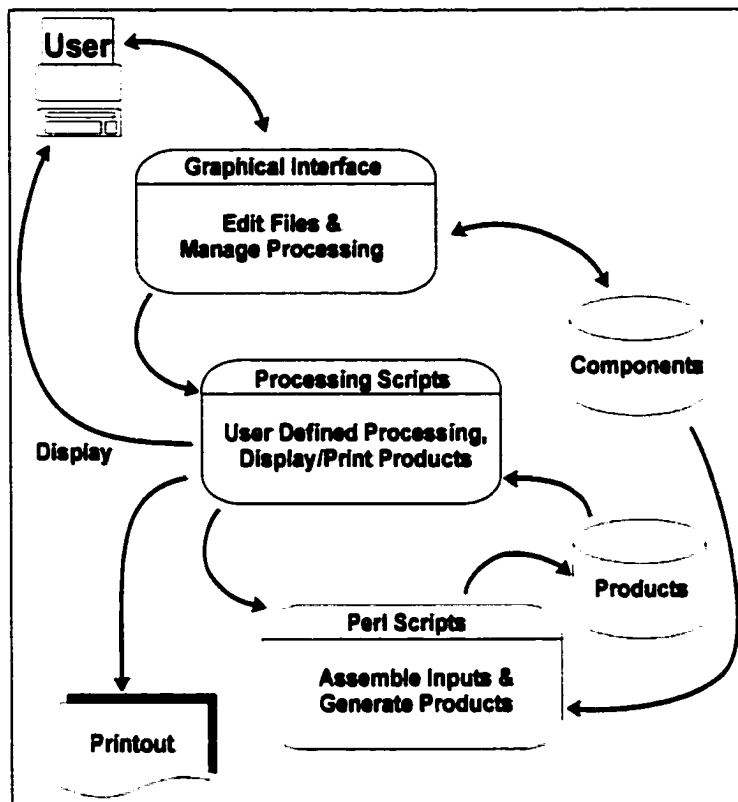 User
Graphical Interface
Edit Files &
Manage Processing
Components
Processing Scripts
User Defined Processing,
Display/Print Products
Display
Products
Perl Scripts
Assemble Inputs &
Generate Products
Printout